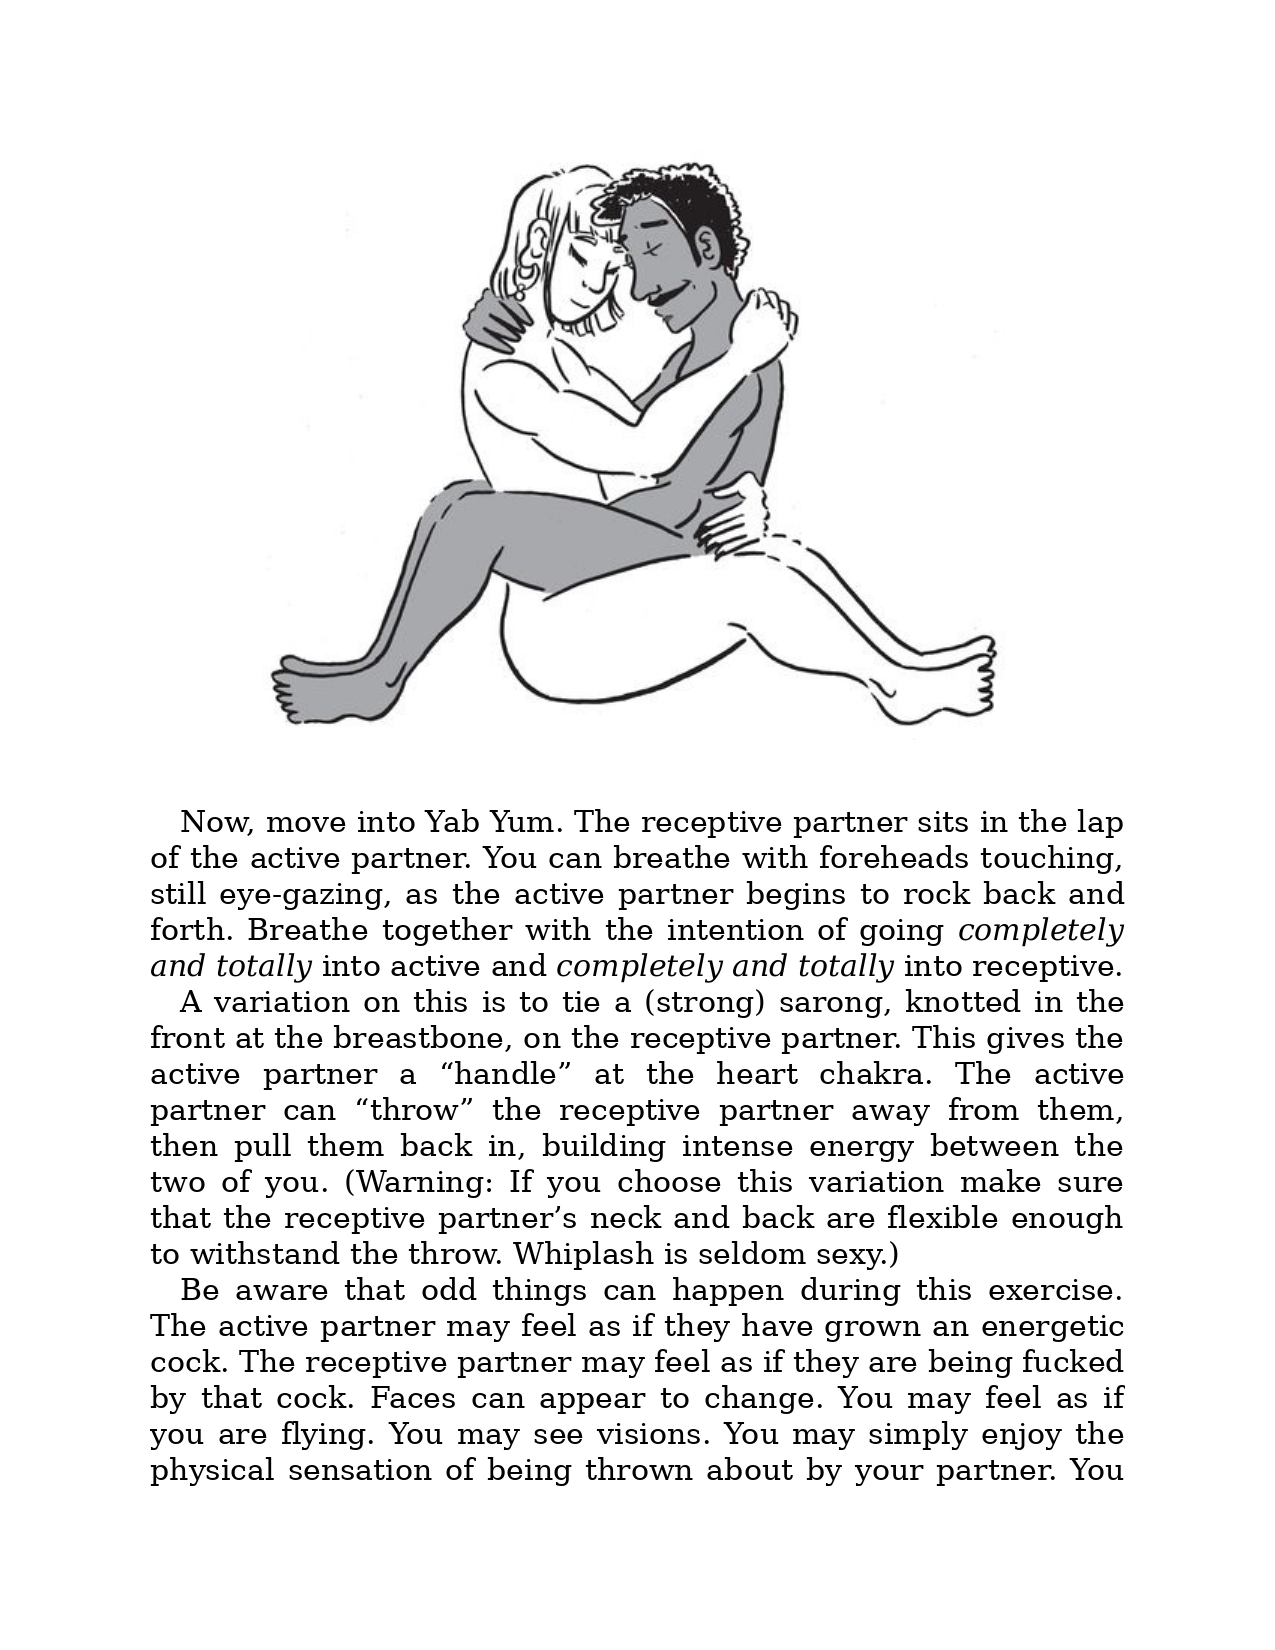 Now, move into Yab Yum. The receptive partner sits in the lap
of the active partner. You can breathe with foreheads touching,
still eye-gazing, as the active partner begins to rock back and
forth. Breathe together with the intention of going completely
and totally into active and completely and totally into receptive.
A variation on this is to tie a (strong) sarong, knotted in the
front at the breastbone, on the receptive partner. This gives the
active partner a “handle” at the heart chakra. The active
partner can “throw” the receptive partner away from them,
then pull them back in, building intense energy between the
two of you. (Warning: If you choose this variation make sure
that the receptive partner’s neck and back are flexible enough
to withstand the throw. Whiplash is seldom sexy.)
Be aware that odd things can happen during this exercise.
The active partner may feel as if they have grown an energetic
cock. The receptive partner may feel as if they are being fucked
by that cock. Faces can appear to change. You may feel as if
you are flying. You may see visions. You may simply enjoy the
physical sensation of being thrown about by your partner. You